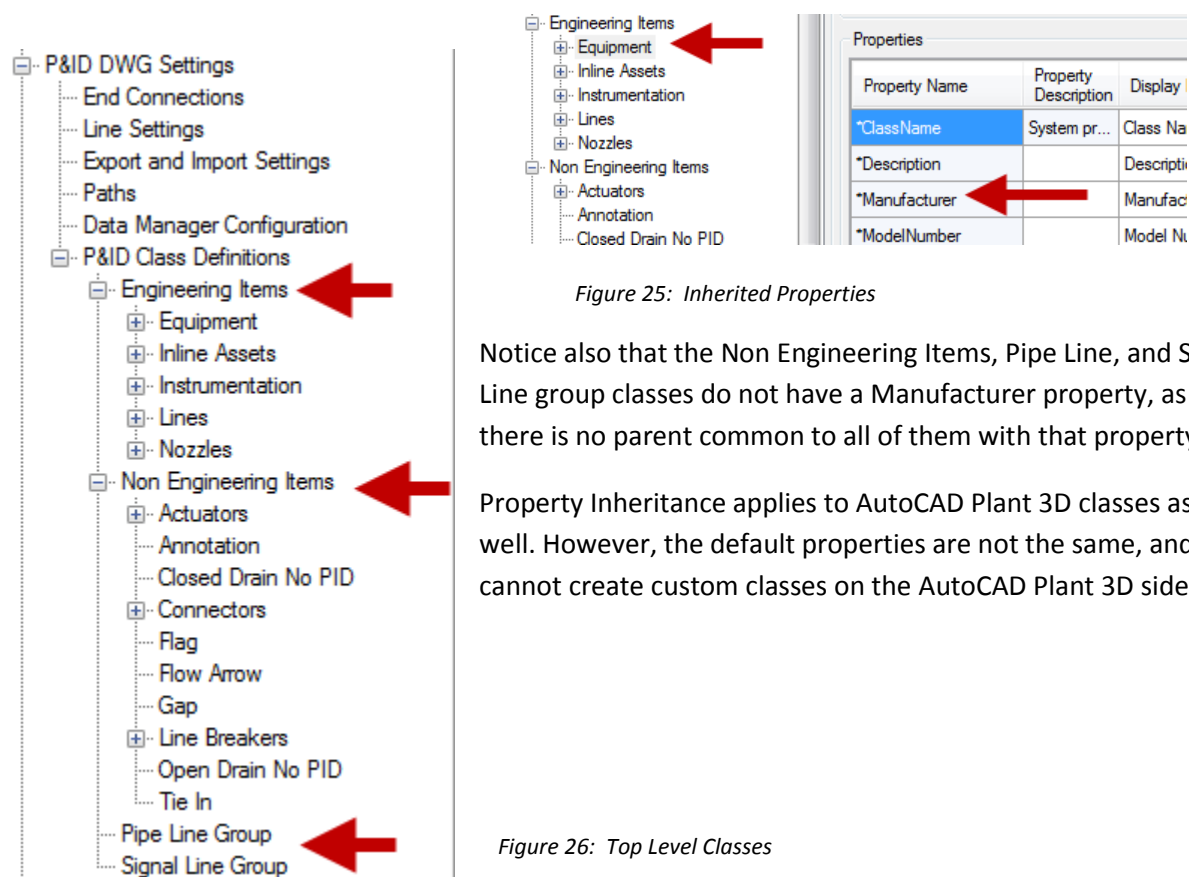 P&ID DWG Settings
End Connections
Line Settings
Export and Import Settings
Paths
Data Manager Configuration
P&ID Class Definitions
Engineering Items
Equipment
Inline Assets
Instrumentation
Lines
Nozzles
Non Engineering Items
Actuators
Annotation
Closed Drain No PID
Connectors
Flag
Flow Arrow
Gap
Line Breakers
Open Drain No PID
Tie In
Pipe Line Group
Signal Line Group
Engineering Items
Equipment
Inline Assets
Instrumentation
Lines
Nozzles
Non Engineering Items
Actuators
Annotation
Closed Drain No PID
Properties
Property Name Property Description Display
*ClassName System pr... Class Na
*Description Descripti
*Manufacturer Manufact
*ModelNumber Model Nu
Figure 25: Inherited Properties
Notice also that the Non Engineering Items, Pipe Line, and S
Line group classes do not have a Manufacturer property, as
there is no parent common to all of them with that property
Property Inheritance applies to AutoCAD Plant 3D classes as
well. However, the default properties are not the same, and
cannot create custom classes on the AutoCAD Plant 3D side
Figure 26: Top Level Classes